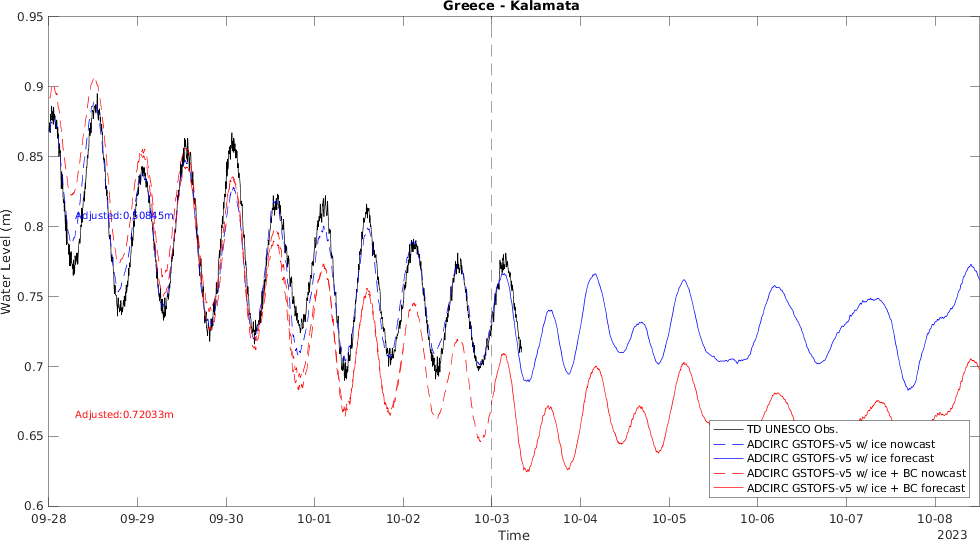 Greece - Kalamata
0.95
0.9
0.85
0.8
0.75
0.7
0.65
0.6
Water Level (m)
Adjusted:0.50845m
Adjusted:0.72033m
TD UNESCO Obs.
ADCIRC GSTOFS-v5 w/ ice nowcast
ADCIRC GSTOFS-v5 w/ ice forecast
ADCIRC GSTOFS-v5 w/ ice + BC nowcast
ADCIRC GSTOFS-v5 w/ ice + BC forecast
09-28 09-29 09-30 10-01 10-02 10-03 10-04 10-05 10-06 10-07 10-08
Time
2023